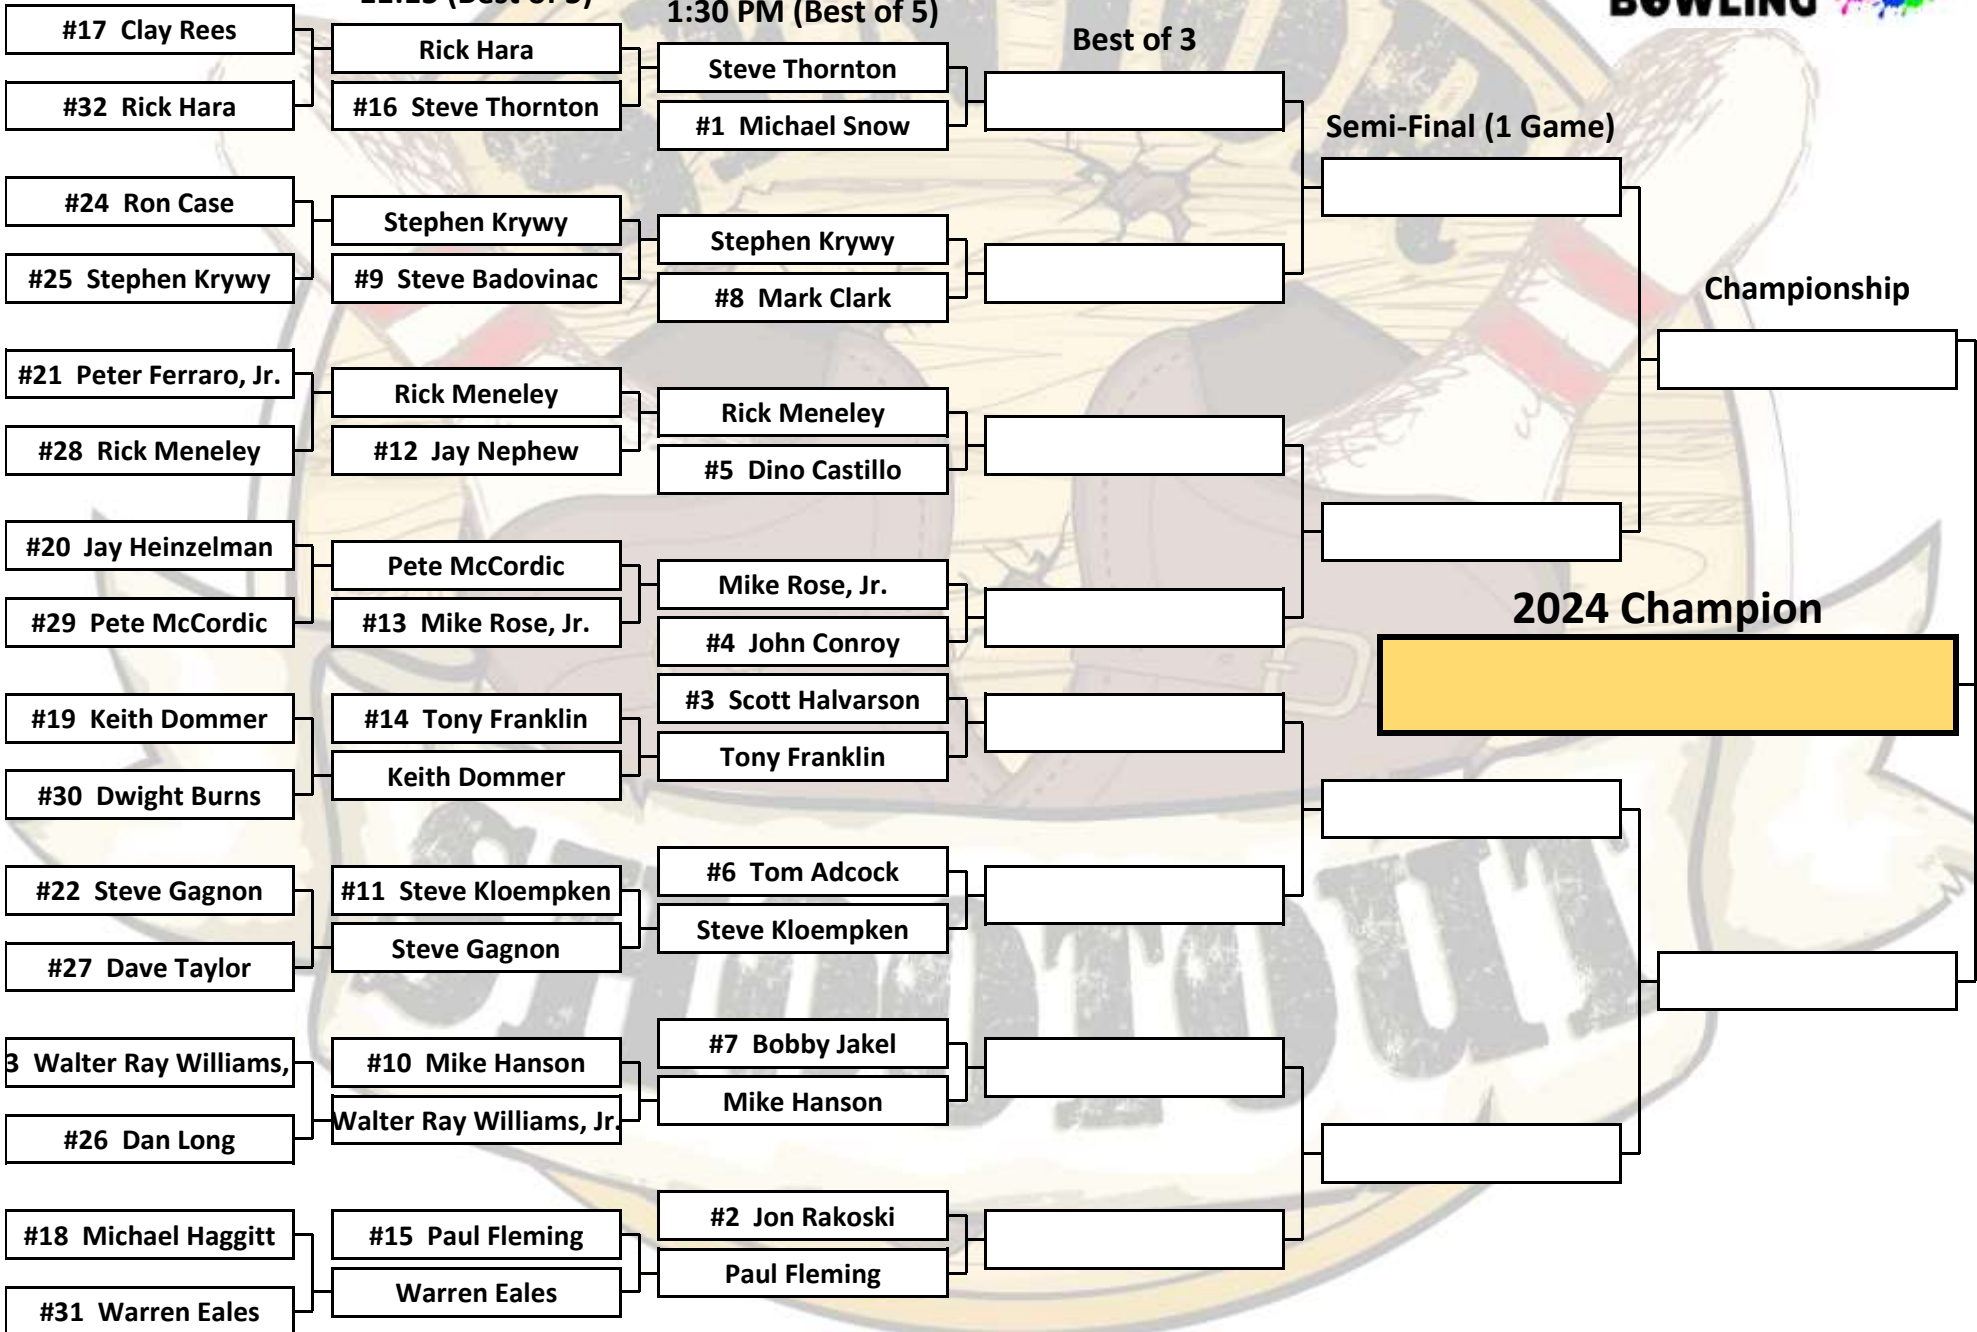 1:30 PM (Best of 5)
BOWLING
Best of 3
Semi-Final (1 Game)
Championship
2024 Champion
#17 Clay Rees
#32 Rick Hara
#24 Ron Case
#25 Stephen Krywy
#21 Peter Ferraro, Jr.
#28 Rick Meneley
#20 Jay Heinzelman
#29 Pete McCordic
#19 Keith Dommer
#30 Dwight Burns
#22 Steve Gagnon
#27 Dave Taylor
3 Walter Ray Williams,
#26 Dan Long
#18 Michael Haggitt
#31 Warren Eales
Rick Hara
#16 Steve Thornton
Stephen Krywy
#9 Steve Badovinac
Rick Meneley
#12 Jay Nephew
Pete McCordic
#13 Mike Rose, Jr.
#14 Tony Franklin
Keith Dommer
#11 Steve Kloempken
Steve Gagnon
#10 Mike Hanson
Walter Ray Williams, Jr.
#15 Paul Fleming
Warren Eales
Steve Thornton
#1 Michael Snow
Stephen Krywy
#8 Mark Clark
Rick Meneley
#5 Dino Castillo
Mike Rose, Jr.
#4 John Conroy
#3 Scott Halvarson
Tony Franklin
#6 Tom Adcock
Steve Kloempken
#7 Bobby Jakel
Mike Hanson
#2 Jon Rakoski
Paul Fleming
SHOOTOUT